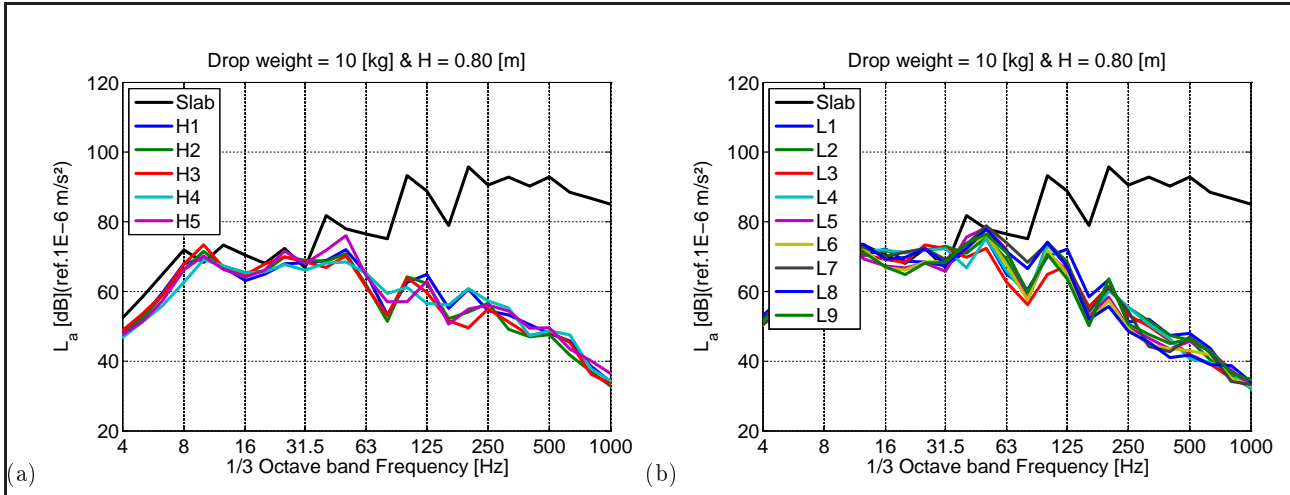 Drop weight = 10 [kg] & H = 0.80 [m]
120
100
80
60
40
20
L_a [dB](ref.1E−6 m/s²)
Slab
H1
H2
H3
H4
H5
4 8 16 31.5 63 125 250 500 1000
1/3 Octave band Frequency [Hz]
(a)
Drop weight = 10 [kg] & H = 0.80 [m]
120
100
80
60
40
20
L_a [dB](ref.1E−6 m/s²)
Slab
L1
L2
L3
L4
L5
L6
L7
L8
L9
4 8 16 31.5 63 125 250 500 1000
1/3 Octave band Frequency [Hz]
(b)